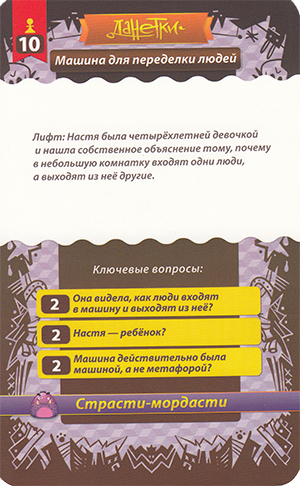 ДАНЕТКИ
10
Машина для переделки людей
Лифт: Настя была четырёхлетней девочкой
и нашла собственное объяснение тому, почему
в небольшую комнатку входят одни люди,
а выходят из неё другие.
Ключевые вопросы:
2 Она видела, как люди входят
в машину и выходят из неё?
2 Настя — ребёнок?
2 Машина действительно была
машиной, а не метафорой?
Страсти-мордасти